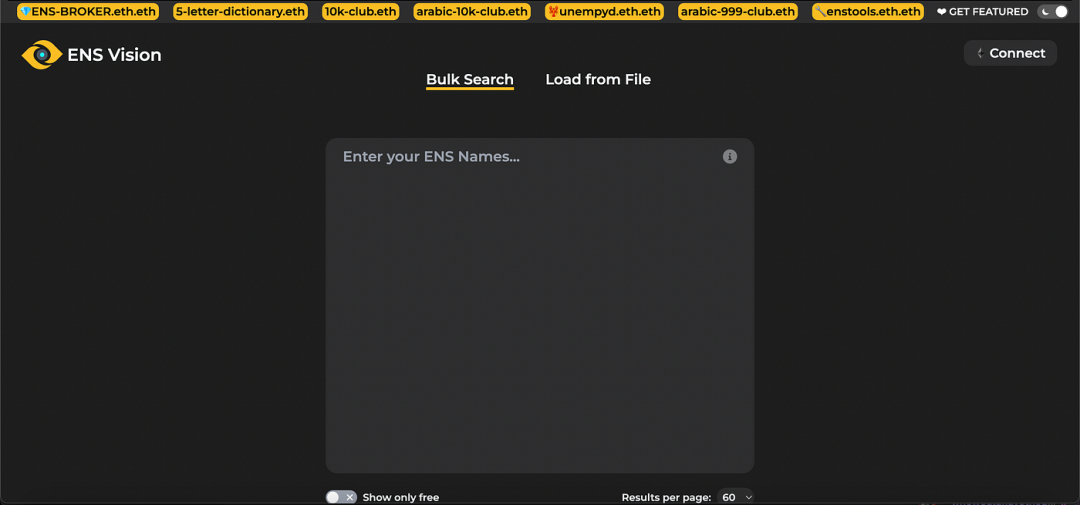 💎ENS-BROKER.eth.eth 5-letter-dictionary.eth 10k-club.eth arabic-10k-club.eth unempyd.eth.eth arabic-999-club.eth 🔧enstools.eth.eth ❤ GET FEATURED
ENS Vision
Connect
Bulk Search Load from File
Enter your ENS Names...
Show only free Results per page: 60